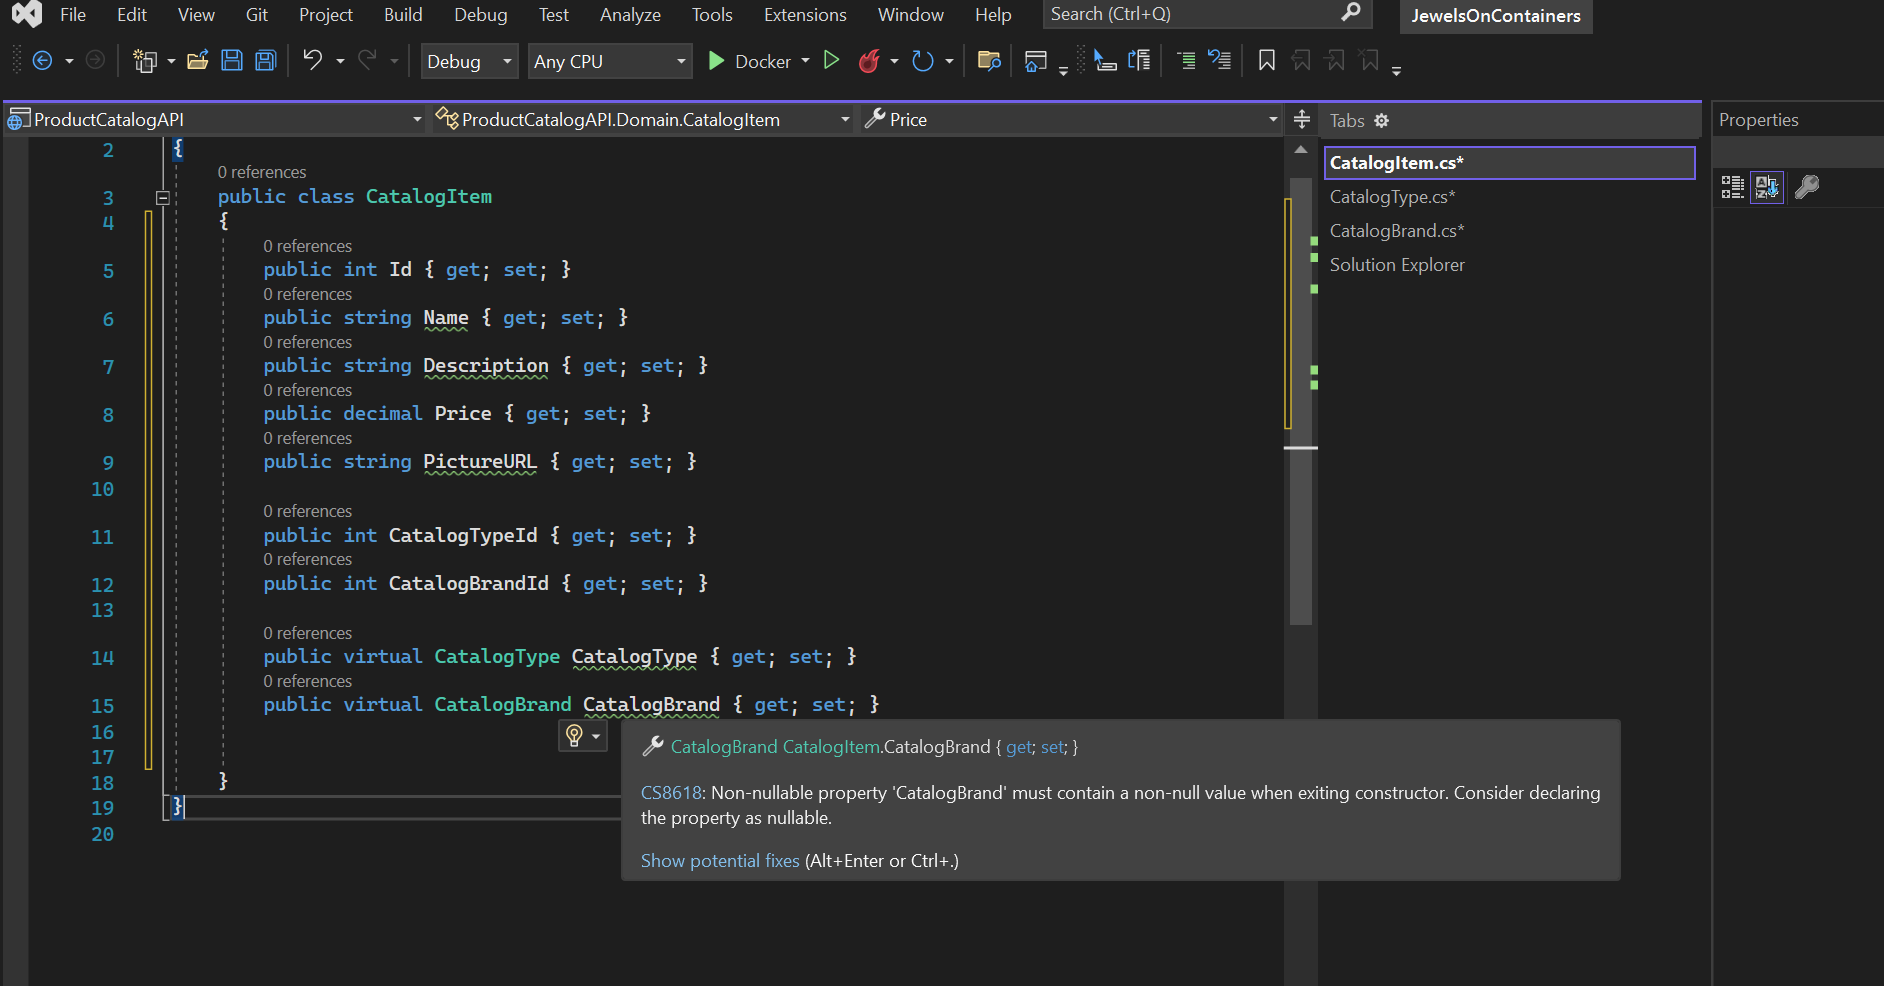 File Edit View Git Project Build Debug Test Analyze Tools Extensions Window Help Search (Ctrl+Q) JewelsOnContainers
Debug Any CPU Docker
ProductCatalogAPI ProductCatalogAPI.Domain.CatalogItem Price Tabs Properties
2 {
0 references
3 public class CatalogItem
4 {
0 references
5 public int Id { get; set; }
0 references
6 public string Name { get; set; }
0 references
7 public string Description { get; set; }
0 references
8 public decimal Price { get; set; }
0 references
9 public string PictureURL { get; set; }
10
0 references
11 public int CatalogTypeId { get; set; }
0 references
12 public int CatalogBrandId { get; set; }
13
0 references
14 public virtual CatalogType CatalogType { get; set; }
0 references
15 public virtual CatalogBrand CatalogBrand { get; set; }
16
17
18 }
19 }
20
CatalogBrand CatalogItem.CatalogBrand { get; set; }
CS8618: Non-nullable property 'CatalogBrand' must contain a non-null value when exiting constructor. Consider declaring
the property as nullable.
Show potential fixes (Alt+Enter or Ctrl+.)
CatalogItem.cs*
CatalogType.cs*
CatalogBrand.cs*
Solution Explorer